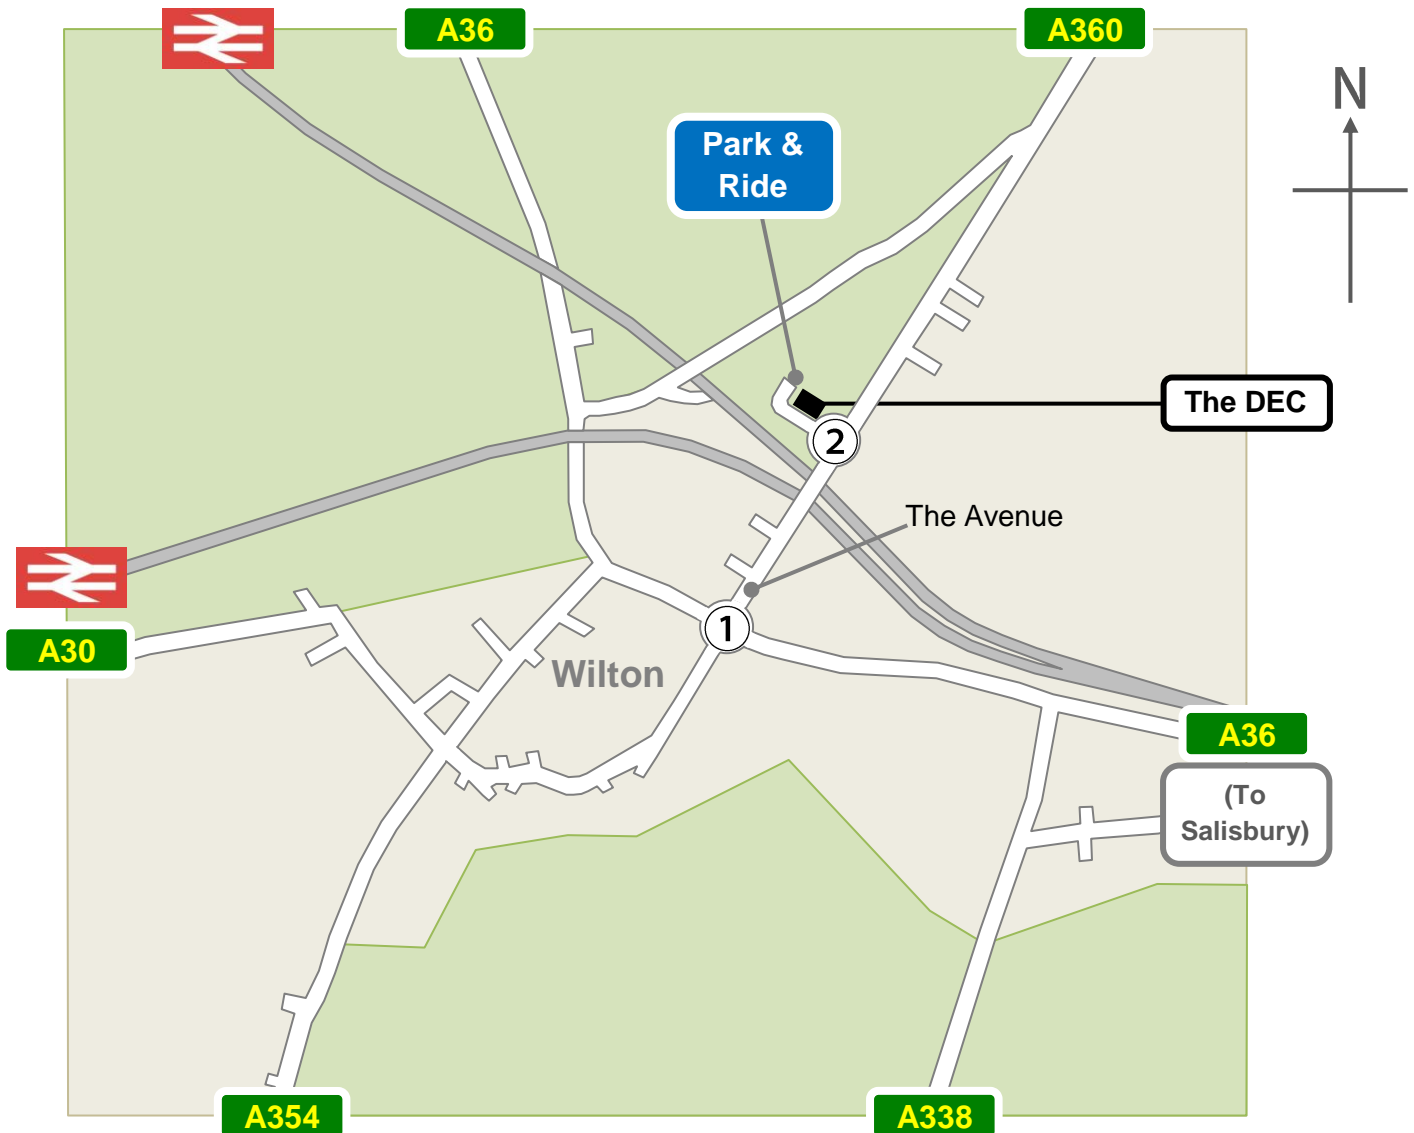 A36
A360
N
Park &
Ride
The DEC
2
The Avenue
1
A30
Wilton
A36
(To
Salisbury)
A354
A338